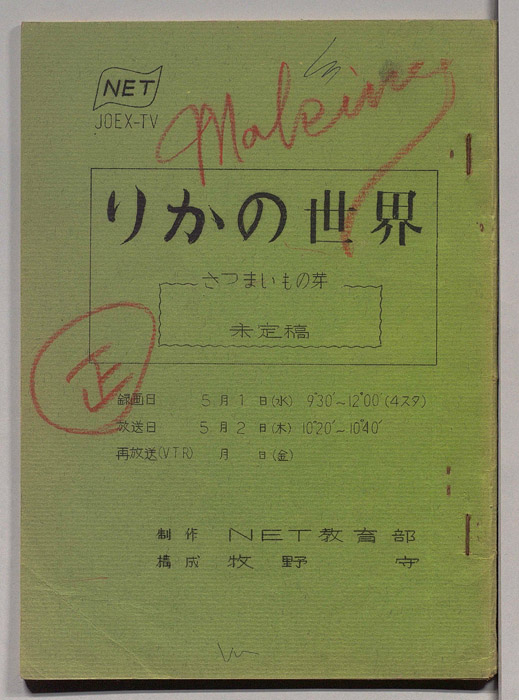 NET
JOEX-TV
Making
りかの世界
さつまいもの芽
未定稿
正
録画日 5月1日(水) 9°30′~12°00′(4スタ)
放送日 5月2日(木) 10°20′~10°40′
再放送(VTR) 月 日(金)
制作 NET教育部
構成 牧野 守